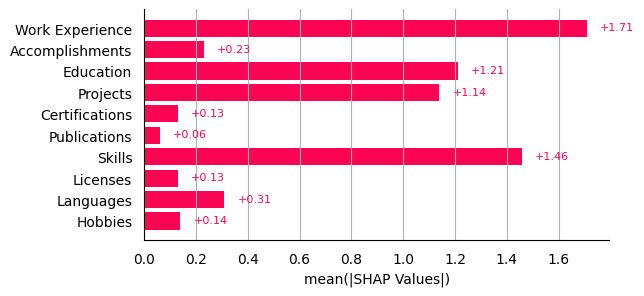 Work Experience +1.71
Accomplishments +0.23
Education +1.21
Projects +1.14
Certifications +0.13
Publications +0.06
Skills +1.46
Licenses +0.13
Languages +0.31
Hobbies +0.14
0.0 0.2 0.4 0.6 0.8 1.0 1.2 1.4 1.6
mean(|SHAP Values|)